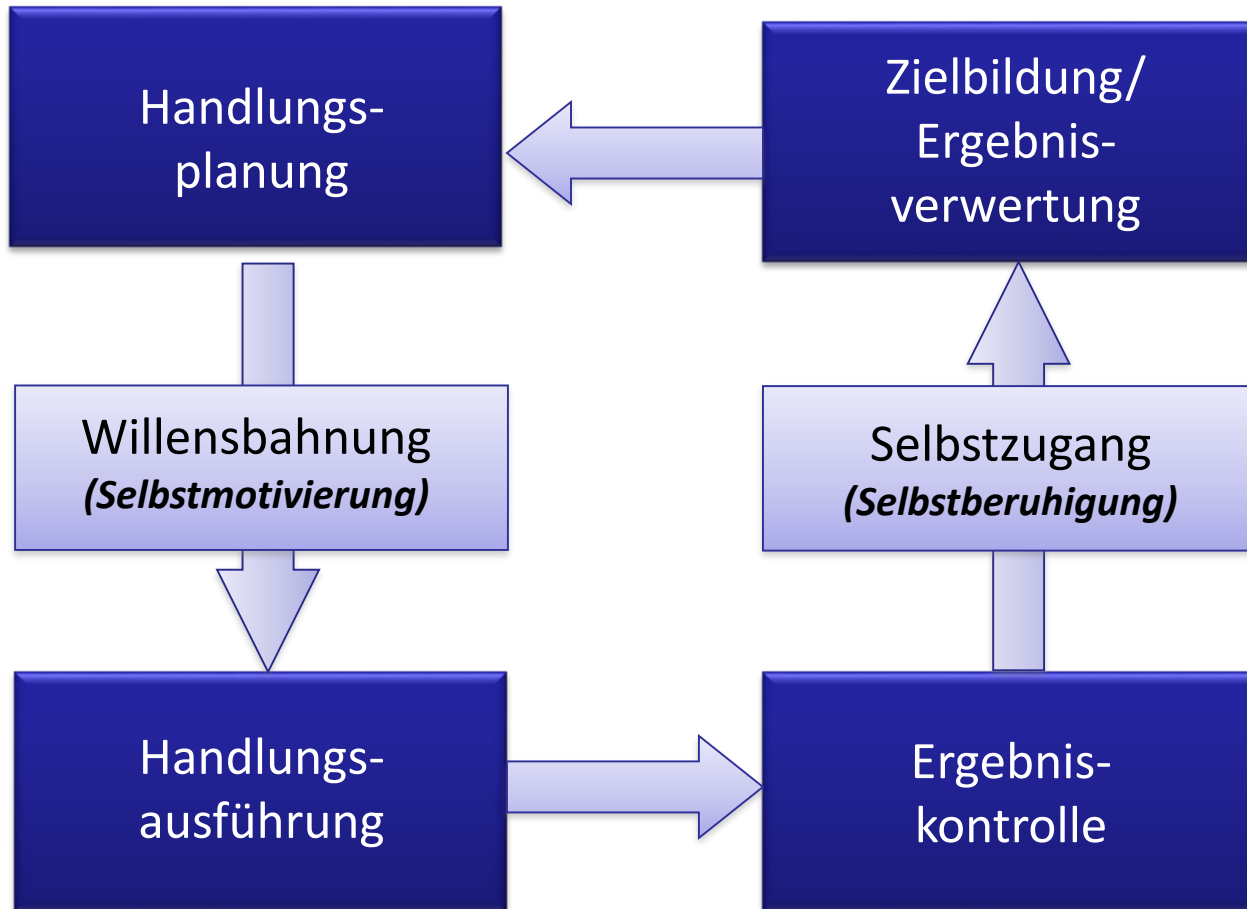 Handlungs-
planung
Zielbildung/
Ergebnis-
verwertung
Willensbahnung
(Selbstmotivierung)
Selbstzugang
(Selbstberuhigung)
Handlungs-
ausführung
Ergebnis-
kontrolle